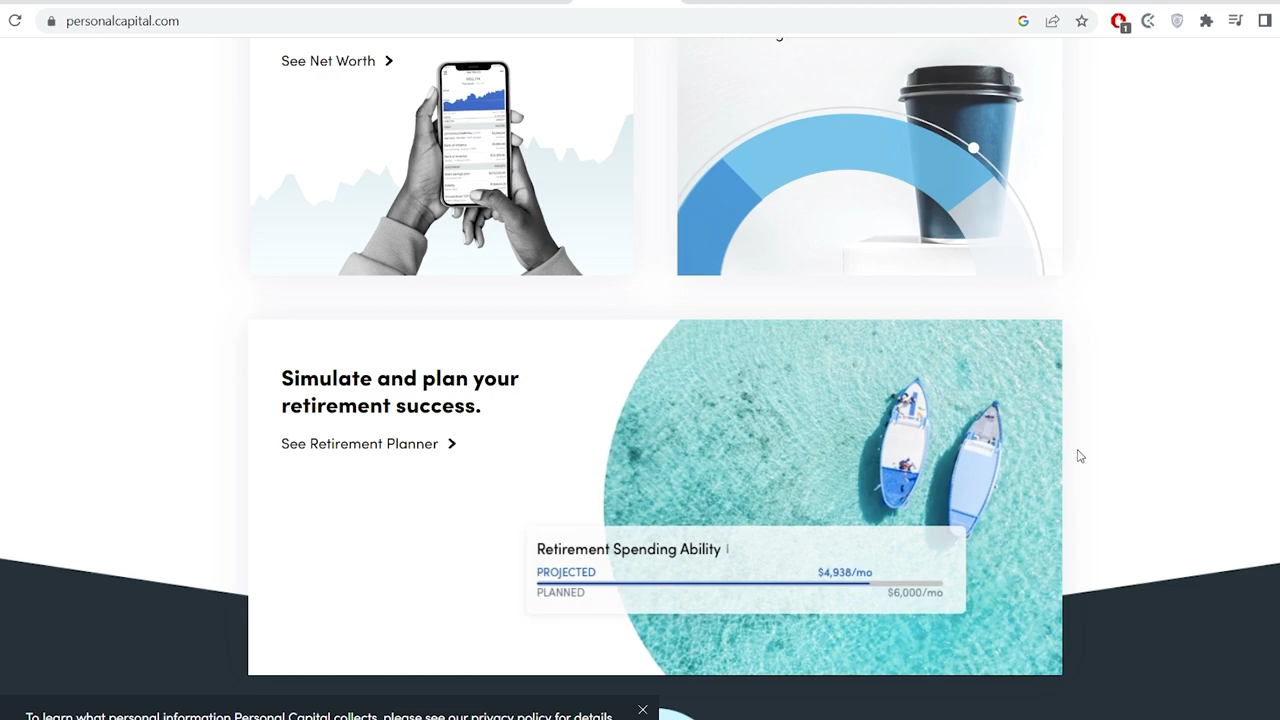 personalcapital.com
1
See Net Worth
Simulate and plan your
retirement success.
See Retirement Planner
Retirement Spending Ability
PROJECTED
$4,938/mo
PLANNED
$6,000/mo
To learn what personal information Personal Capital collects, please see our privacy policy for details